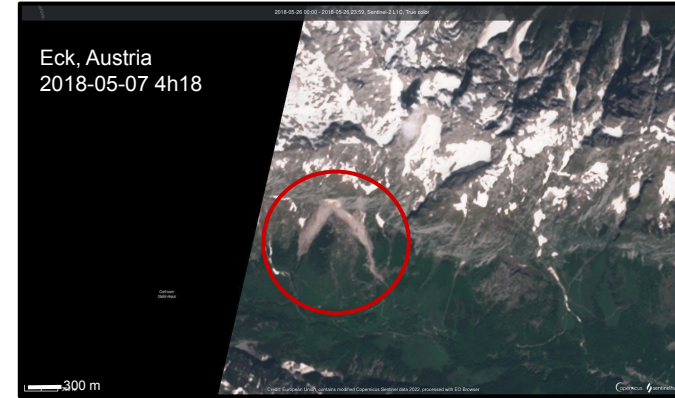 2018-05-26 00:00 - 2018-05-26 23:59, Sentinel-2 L1C, True color
Eck, Austria
2018-05-07 4h18
300 m
Credit: European Union, contains modified Copernicus Sentinel data 2022, processed with EO Browser